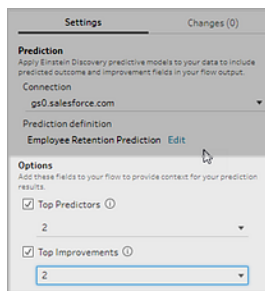 Settings
Changes (0)
Prediction
Apply Einstein Discovery predictive models to your data to include
predicted outcome and improvement fields in your flow output.
Connection
gs0.salesforce.com
Prediction definition
Employee Retention Prediction Edit
Options
Add these fields to your flow to provide context for your prediction
results.
Top Predictors
2
Top Improvements
2